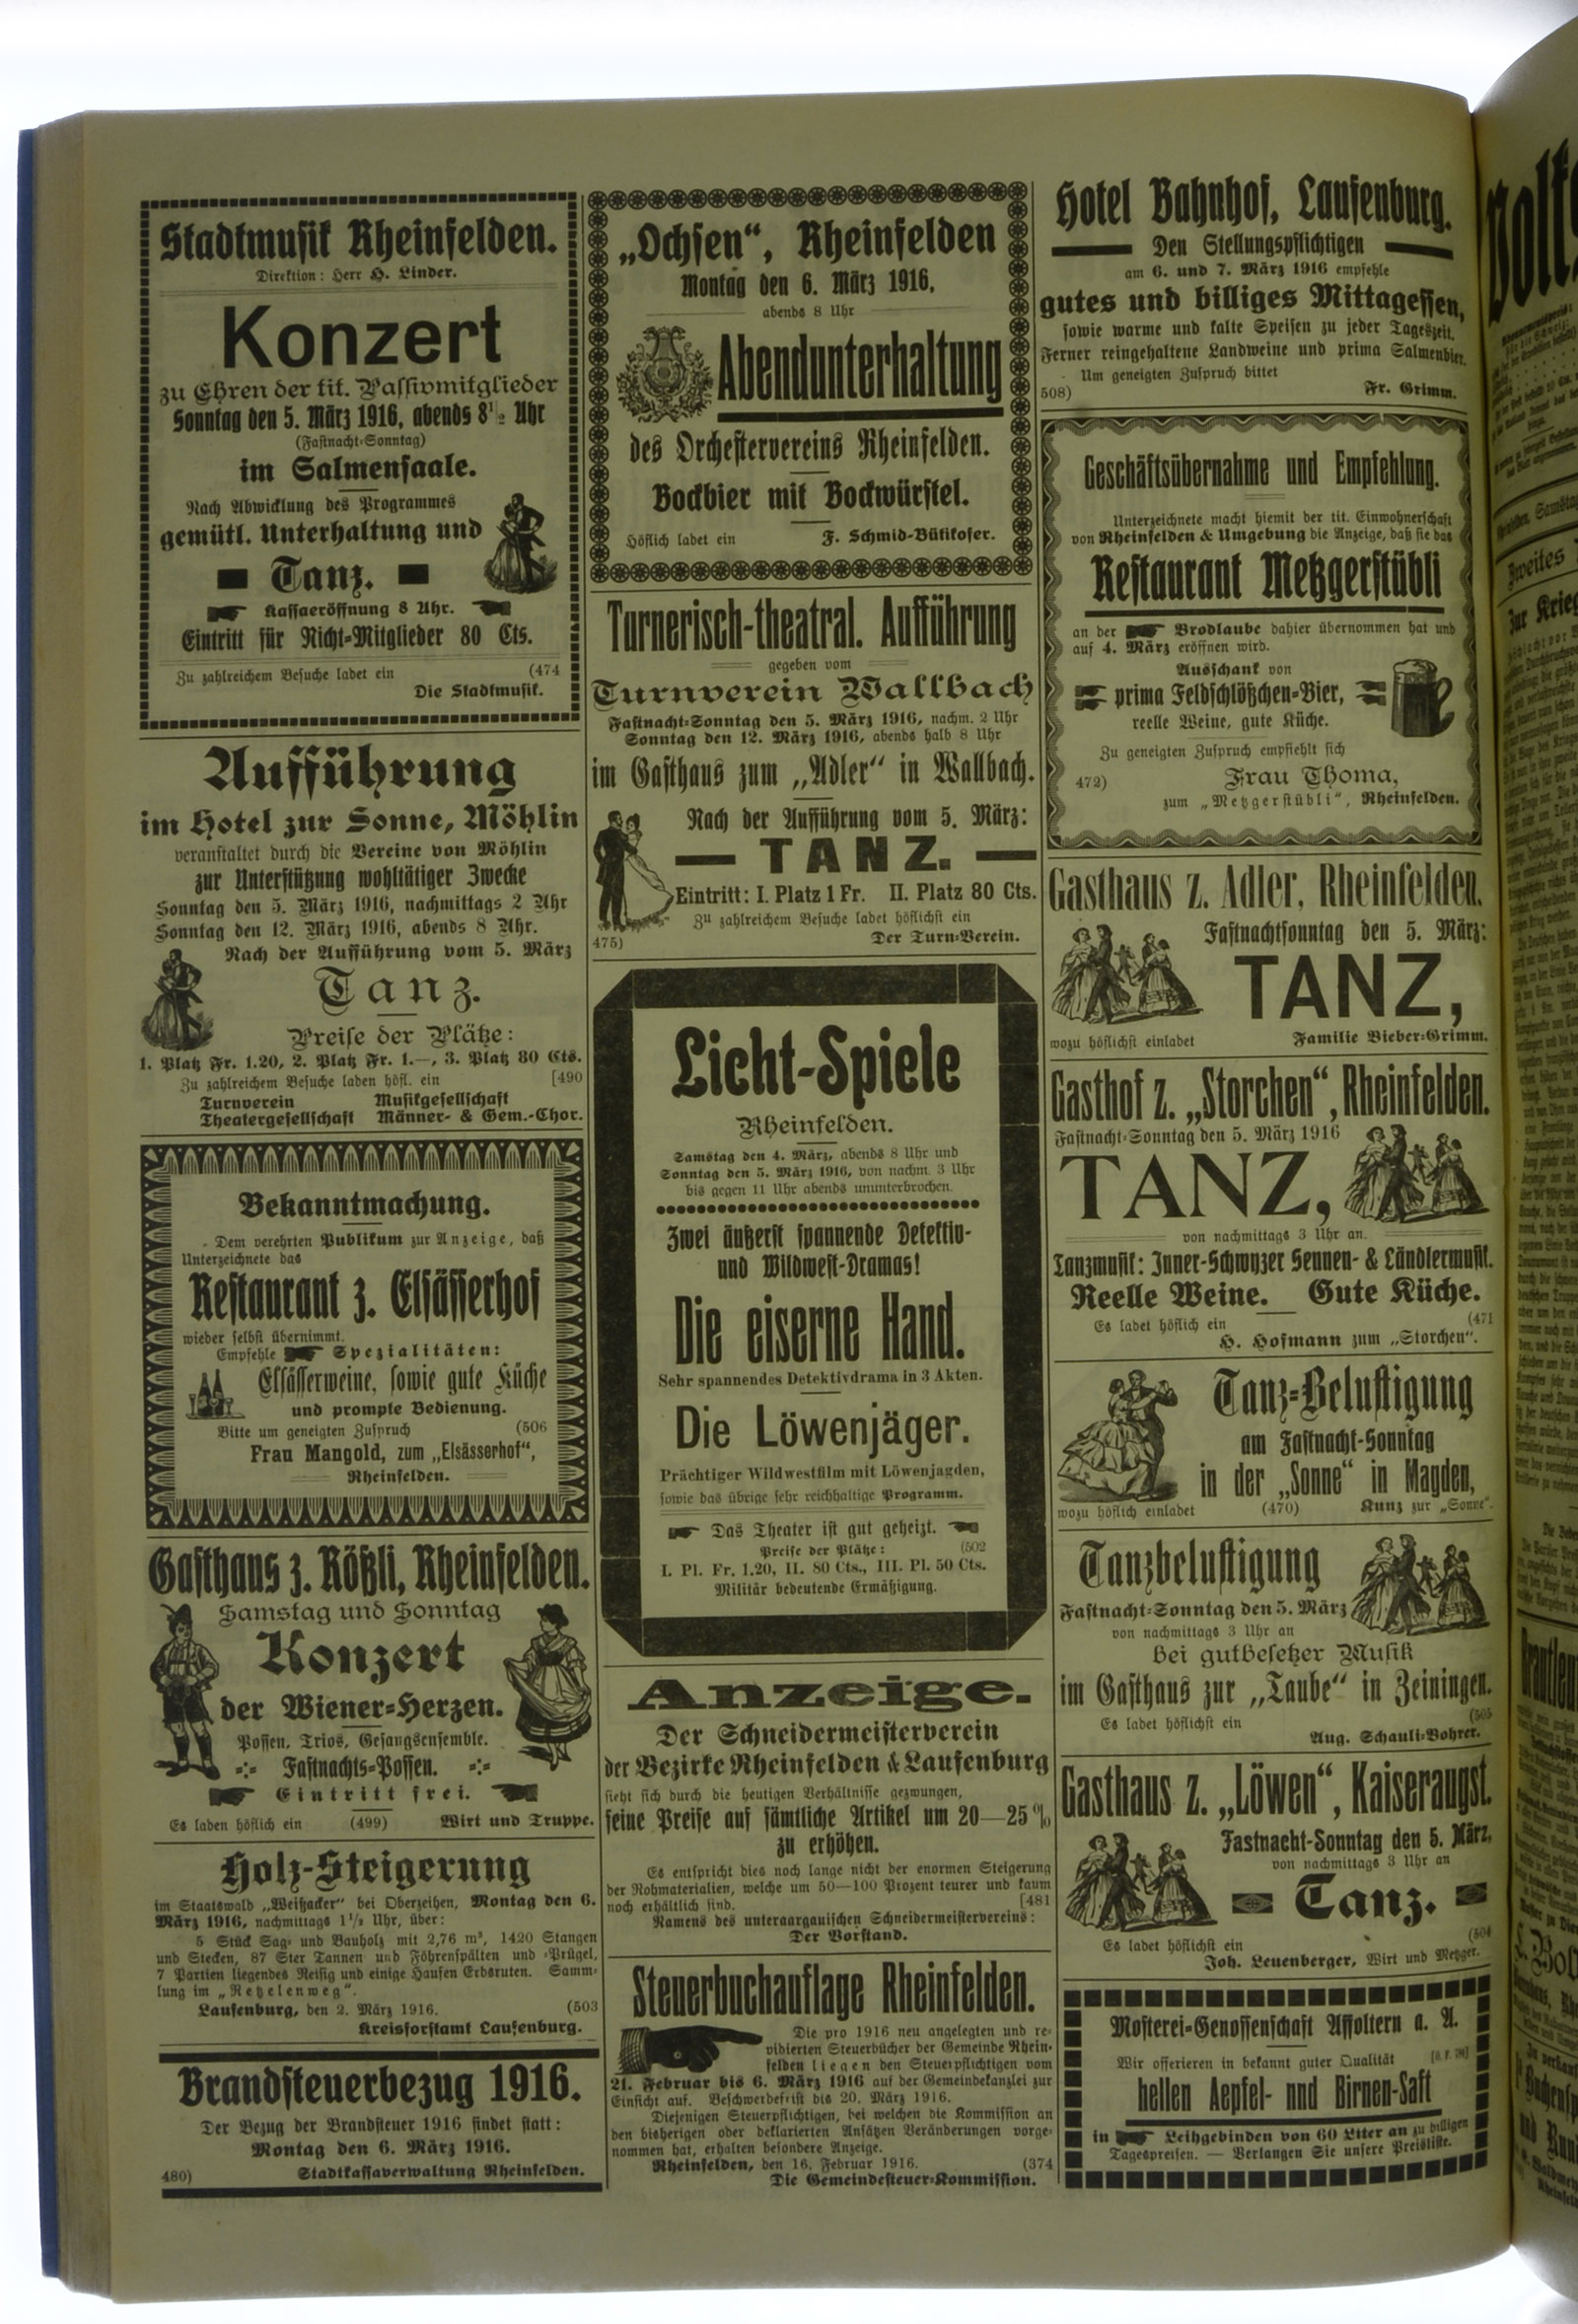 Stadtmusik Rheinfelden.
Direktion: Herr H. Linder.
Konzert
zu Ehren der tit. Passivmitglieder
Sonntag den 5. März 1916, abends 8½ Uhr
(Fastnacht-Sonntag)
im Salmensaale.
Nach Abwicklung des Programmes
gemütl. Unterhaltung und
Tanz.
Kassaeröffnung 8 Uhr.
Eintritt für Nicht-Mitglieder 80 Cts.
Zu zahlreichem Besuche ladet ein (474
Die Stadtmusik.
Aufführung
im Hotel zur Sonne, Möhlin
veranstaltet durch die Vereine von Möhlin
zur Unterstützung wohltätiger Zwecke
Sonntag den 5. März 1916, nachmittags 2 Uhr
Sonntag den 12. März 1916, abends 8 Uhr.
Nach der Aufführung vom 5. März
Tanz.
Preise der Plätze:
1. Platz Fr. 1.20, 2. Platz Fr. 1.—, 3. Platz 80 Cts.
Zu zahlreichem Besuche laden höfl. ein [490
Turnverein Musikgesellschaft
Theatergesellschaft Männer- & Gem.-Chor.
Bekanntmachung.
Dem verehrten Publikum zur Anzeige, daß
Unterzeichnete das
Restaurant z. Elsässerhof
wieder selbst übernimmt.
Empfehle Spezialitäten:
Elsässerweine, sowie gute Küche
und prompte Bedienung.
Bitte um geneigten Zuspruch (506
Frau Mangold, zum „Elsässerhof“,
Rheinfelden.
Gasthaus z. Rößli, Rheinfelden.
Samstag und Sonntag
Konzert
der Wiener-Herzen.
Possen, Trios, Gesangsensemble.
Fastnachts-Possen.
Eintritt frei.
Es laden höflich ein (499) Wirt und Truppe.
Holz-Steigerung
im Staatswald „Weißacker“ bei Oberzeihen, Montag den 6.
März 1916, nachmittags 1½ Uhr, über:
5 Stück Sag- und Bauholz mit 2,76 m³, 1420 Stangen
und Stecken, 87 Ster Tannen und Föhrenspälten und -Prügel,
7 Partien liegendes Reisig und einige Haufen Erbsruten. Samm-
lung im „Retzelenweg“.
Laufenburg, den 2. März 1916. (503
Kreisforstamt Laufenburg.
Brandsteuerbezug 1916.
Der Bezug der Brandsteuer 1916 findet statt:
Montag den 6. März 1916.
480) Stadtkassaverwaltung Rheinfelden.
„Ochsen“, Rheinfelden
Montag den 6. März 1916,
abends 8 Uhr
Abendunterhaltung
des Orchestervereins Rheinfelden.
Bockbier mit Bockwürstel.
Höflich ladet ein F. Schmid-Bütikofer.
Turnerisch-theatral. Aufführung
gegeben vom
Turnverein Wallbach
Fastnacht-Sonntag den 5. März 1916, nachm. 2 Uhr
Sonntag den 12. März 1916, abends halb 8 Uhr
im Gasthaus zum „Adler“ in Wallbach.
Nach der Aufführung vom 5. März:
TANZ.
Eintritt: I. Platz 1 Fr. II. Platz 80 Cts.
Zu zahlreichem Besuche ladet höflichst ein
475) Der Turn-Verein.
Licht-Spiele
Rheinfelden.
Samstag den 4. März, abends 8 Uhr und
Sonntag den 5. März 1916, von nachm. 3 Uhr
bis gegen 11 Uhr abends ununterbrochen.
Zwei äußerst spannende Detektiv-
und Wildwest-Dramas!
Die eiserne Hand.
Sehr spannendes Detektivdrama in 3 Akten.
Die Löwenjäger.
Prächtiger Wildwestfilm mit Löwenjagden,
sowie das übrige sehr reichhaltige Programm.
Das Theater ist gut geheizt.
Preise der Plätze: (502
I. Pl. Fr. 1.20, II. 80 Cts., III. Pl. 50 Cts.
Militär bedeutende Ermäßigung.
Anzeige.
Der Schneidermeisterverein
der Bezirke Rheinfelden & Laufenburg
sieht sich durch die heutigen Verhältnisse gezwungen,
seine Preise auf sämtliche Artikel um 20—25 %
zu erhöhen.
Es entspricht dies noch lange nicht der enormen Steigerung
der Rohmaterialien, welche um 50—100 Prozent teurer und kaum
noch erhältlich sind. [481
Namens des unteraargauischen Schneidermeistervereins:
Der Vorstand.
Steuerbuchauflage Rheinfelden.
Die pro 1916 neu angelegten und re-
vidierten Steuerbücher der Gemeinde Rhein-
felden liegen den Steuerpflichtigen vom
21. Februar bis 6. März 1916 auf der Gemeindekanzlei zur
Einsicht auf. Beschwerdefrist bis 20. März 1916.
Diejenigen Steuerpflichtigen, bei welchen die Kommission an
den bisherigen oder deklarierten Ansätzen Veränderungen vorge-
nommen hat, erhalten besondere Anzeige.
Rheinfelden, den 16. Februar 1916. (374
Die Gemeindesteuer-Kommission.
Hotel Bahnhof, Laufenburg.
Den Stellungspflichtigen
am 6. und 7. März 1916 empfehle
gutes und billiges Mittagessen,
sowie warme und kalte Speisen zu jeder Tageszeit.
Ferner reingehaltene Landweine und prima Salmenbier.
Um geneigten Zuspruch bittet
508) Fr. Grimm.
Geschäftsübernahme und Empfehlung.
Unterzeichnete macht hiemit der tit. Einwohnerschaft
von Rheinfelden & Umgebung die Anzeige, daß sie das
Restaurant Metzgerstübli
an der Brodlaube dahier übernommen hat und
auf 4. März eröffnen wird.
Ausschank von
prima Feldschlößchen-Bier,
reelle Weine, gute Küche.
Zu geneigten Zuspruch empfiehlt sich
472) Frau Thoma,
zum „Metzgerstübli“, Rheinfelden.
Gasthaus z. Adler, Rheinfelden.
Fastnachtsonntag den 5. März:
TANZ,
wozu höflichst einladet Familie Bieber-Grimm.
Gasthof z. „Storchen“, Rheinfelden.
Fastnacht-Sonntag den 5. März 1916
TANZ,
von nachmittags 3 Uhr an.
Tanzmusik: Inner-Schwyzer Sennen- & Ländlermusik.
Reelle Weine. Gute Küche.
Es ladet höflich ein (471
H. Hofmann zum „Storchen“.
Tanz-Belustigung
am Fastnacht-Sonntag
in der „Sonne“ in Magden,
wozu höflich einladet (470) Kunz zur „Sonne“.
Tanzbelustigung
Fastnacht-Sonntag den 5. März
von nachmittags 3 Uhr an
bei gutbesetzer Musik
im Gasthaus zur „Taube“ in Zeiningen.
Es ladet höflichst ein (505
Aug. Schauli-Bohrer.
Gasthaus z. „Löwen“, Kaiseraugst.
Fastnacht-Sonntag den 5. März,
von nachmittags 3 Uhr an
Tanz.
Es ladet höflichst ein (504
Joh. Leuenberger, Wirt und Metzger.
Mosterei-Genossenschaft Affoltern a. A.
Wir offerieren in bekannt guter Qualität
hellen Aepfel- nnd Birnen-Saft
in Leihgebinden von 60 Liter an zu billigen
Tagespreisen. — Verlangen Sie unsere Preisliste.